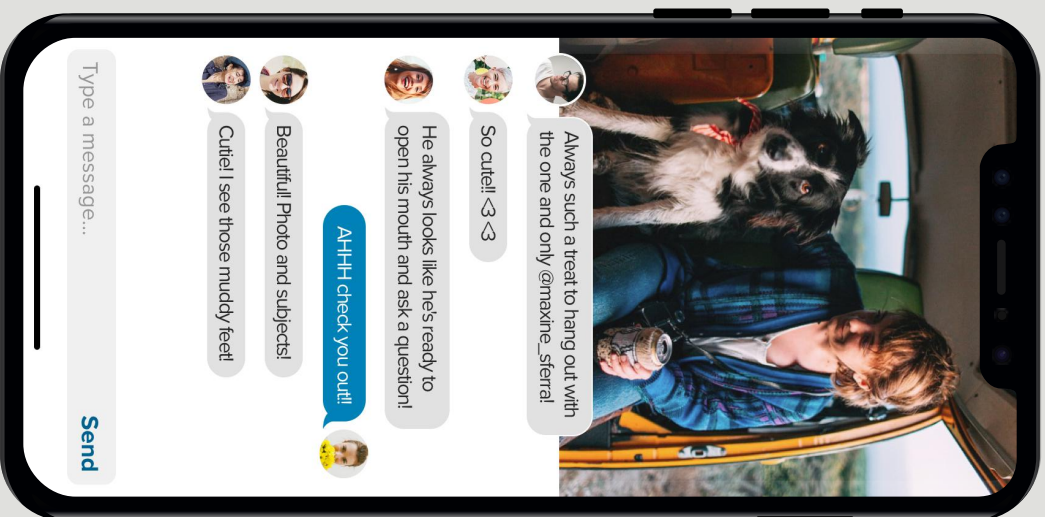 Always such a treat to hang out with
the one and only @maxine_sferra!
So cute!! <3 <3
He always looks like he's ready to
open his mouth and ask a question!
AHHH check you out!!
Beautiful! Photo and subjects!
Cutie! I see those muddy feet!
Type a message...
Send